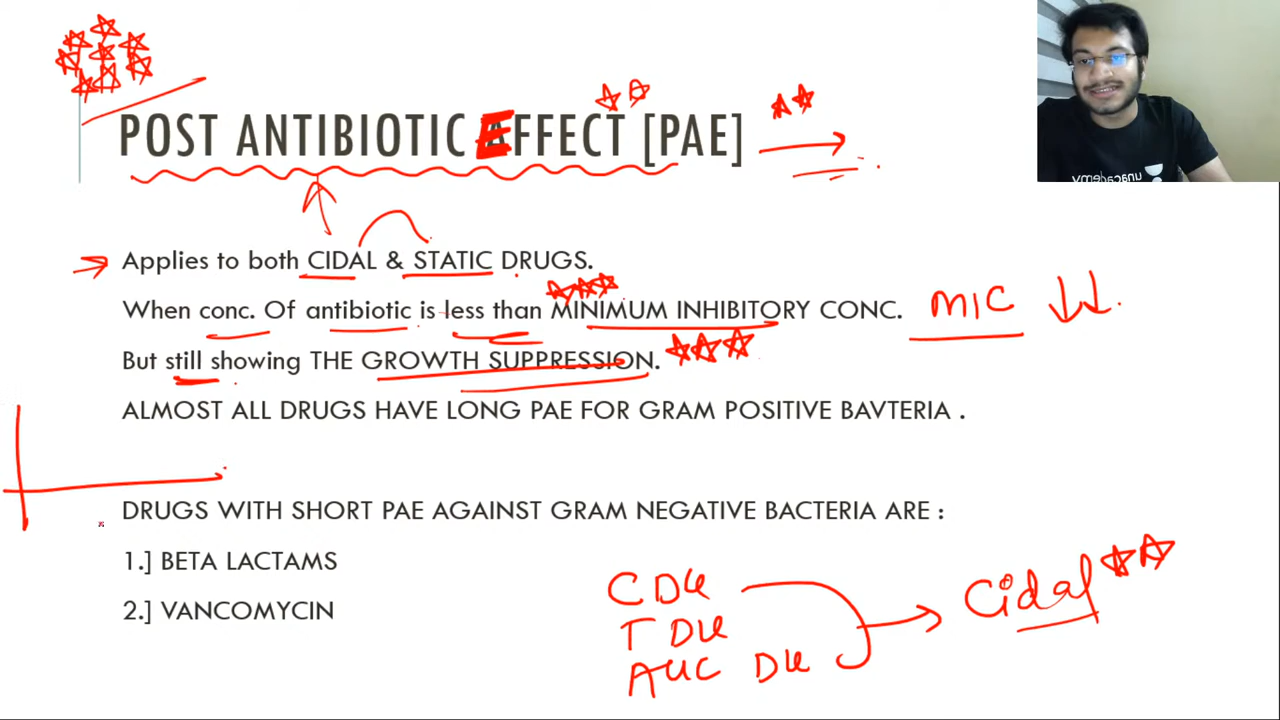 POST ANTIBIOTIC EFFECT [PAE]
Applies to both CIDAL & STATIC DRUGS.
When conc. Of antibiotic is less than MINIMUM INHIBITORY CONC. MIC
But still showing THE GROWTH SUPPRESSION.
ALMOST ALL DRUGS HAVE LONG PAE FOR GRAM POSITIVE BAVTERIA .
DRUGS WITH SHORT PAE AGAINST GRAM NEGATIVE BACTERIA ARE :
1.] BETA LACTAMS
2.] VANCOMYCIN
CDK
TDK
AUC DK
Cidal
unacademy